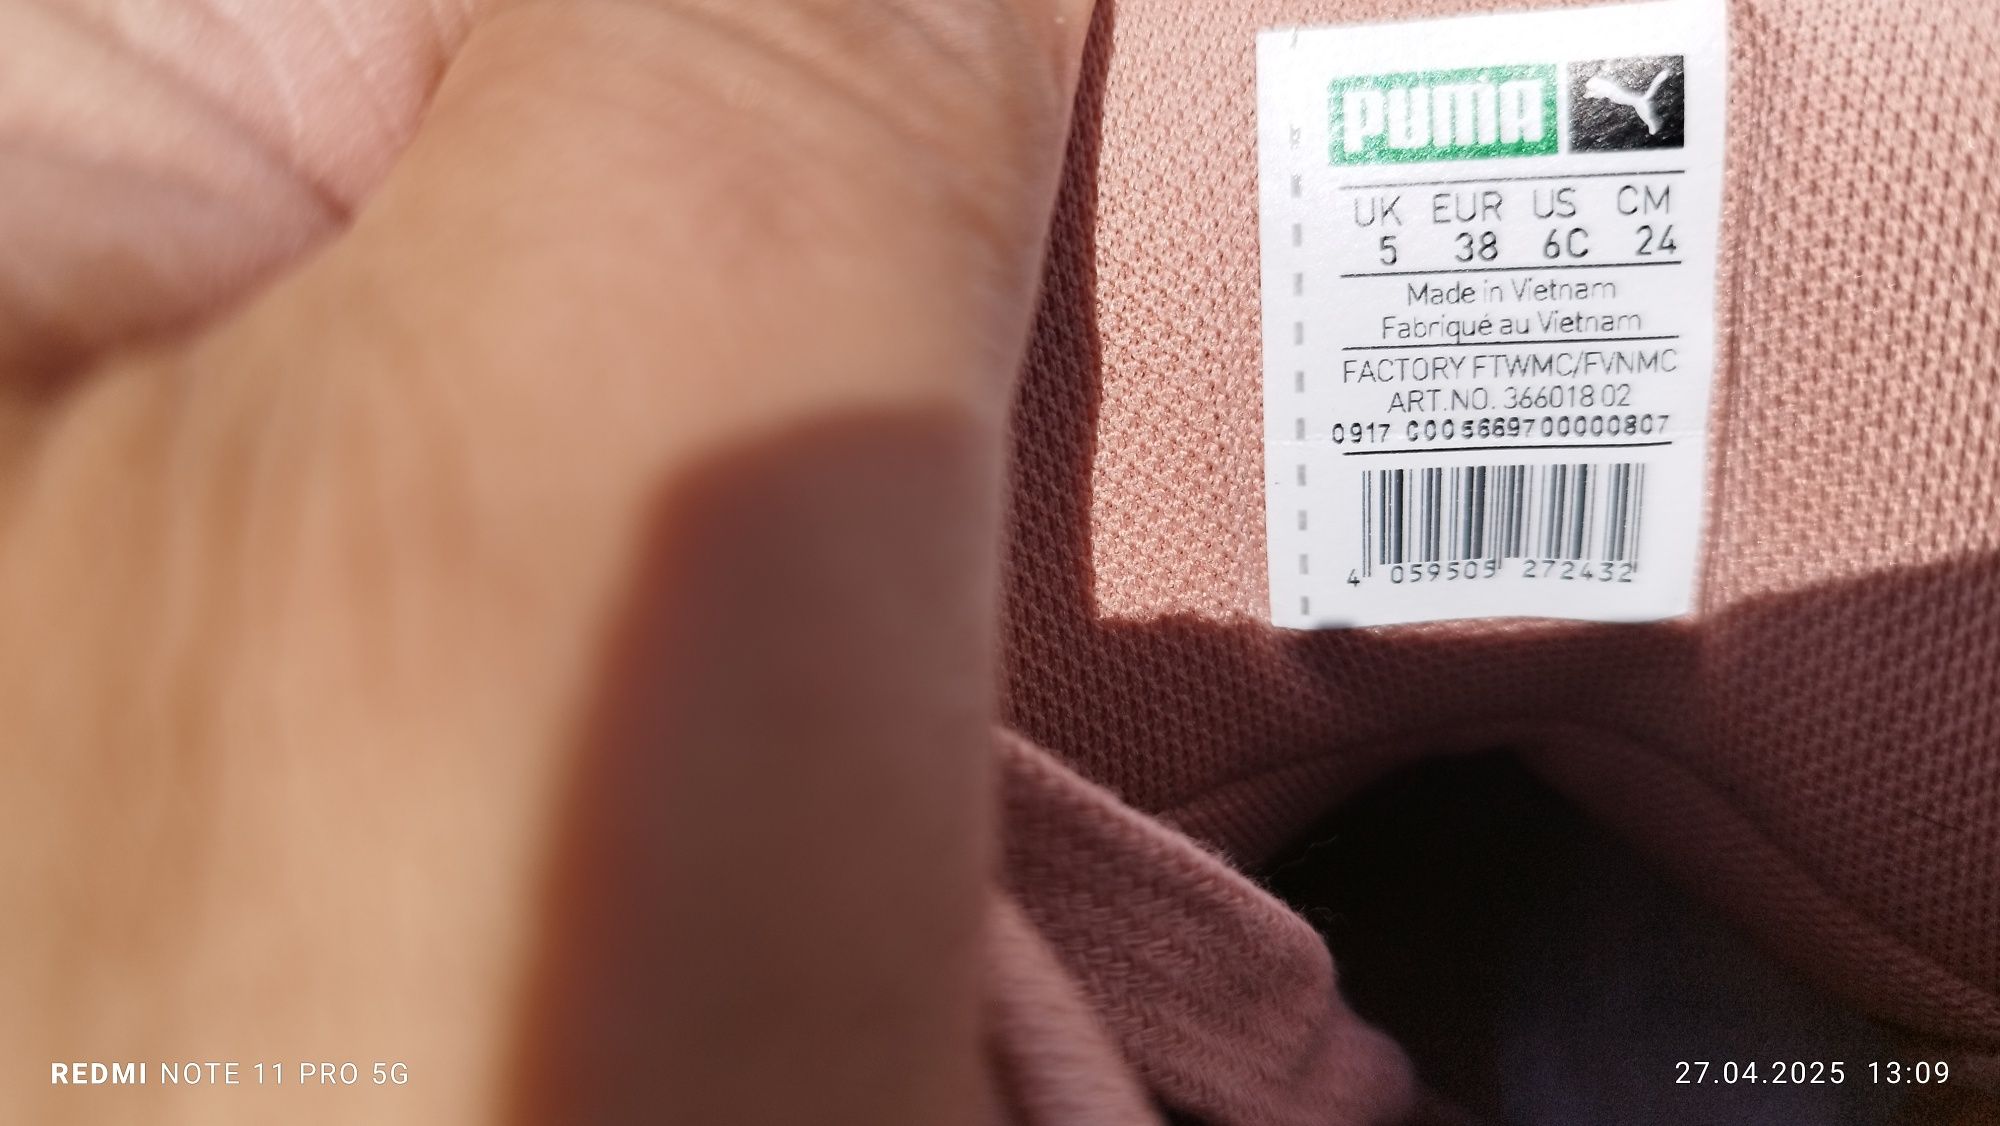 PUMA
UK EUR US CM
5 38 6C 24
Made in Vietnam
Fabriqué au Vietnam
FACTORY FTWMC/FVNMC
ART.NO. 366018 02
0917 0005669700000807
4 059505 272432
REDMI NOTE 11 PRO 5G
27.04.2025 13:09